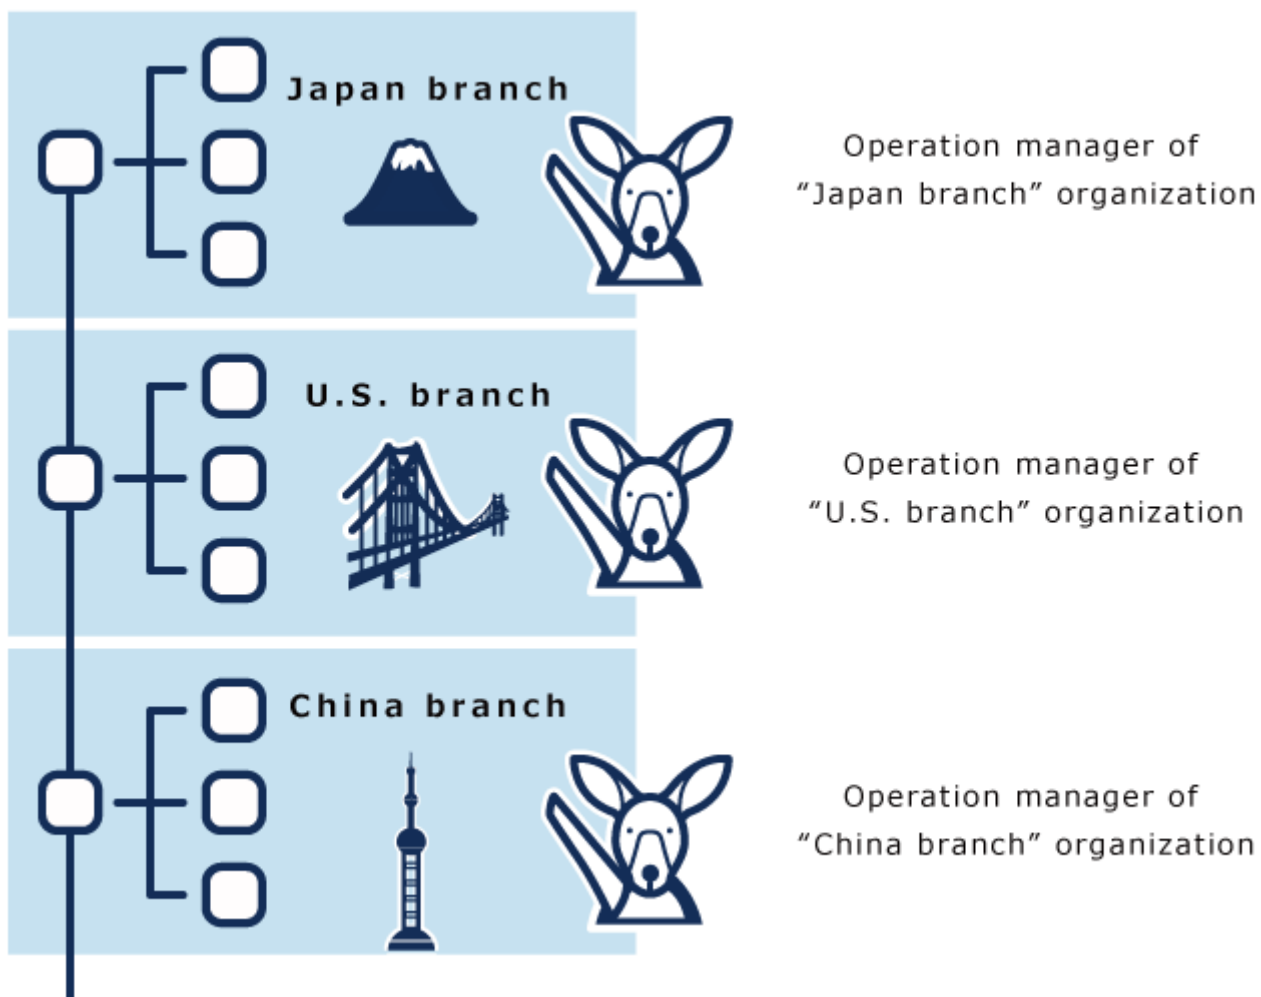 Japan branch
Operation manager of
“Japan branch” organization
U.S. branch
Operation manager of
“U.S. branch” organization
China branch
Operation manager of
“China branch” organization